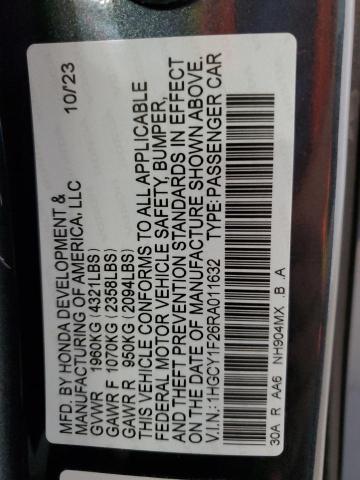 MFD. BY HONDA DEVELOPMENT & 10/23
MANUFACTURING OF AMERICA, LLC
GVWR 1960KG (4321LBS)
GAWR F 1070KG (2358LBS)
GAWR R 950KG (2094LBS)
THIS VEHICLE CONFORMS TO ALL APPLICABLE
FEDERAL MOTOR VEHICLE SAFETY, BUMPER,
AND THEFT PREVENTION STANDARDS IN EFFECT
ON THE DATE OF MANUFACTURE SHOWN ABOVE.
V.I.N.: 1HGCY1F26RA011632 TYPE: PASSENGER CAR
30A R AA6 NH904MX .B .A